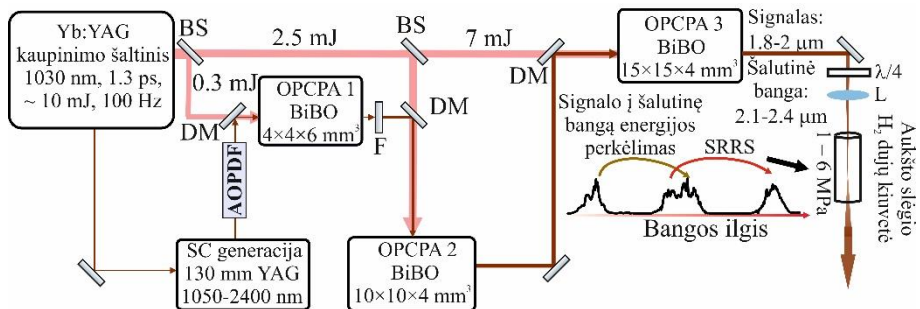 Yb:YAG
kaupinimo šaltinis
1030 nm, 1.3 ps,
~ 10 mJ, 100 Hz
BS
2.5 mJ
BS
7 mJ
0.3 mJ
DM
OPCPA 1
BiBO
4×4×6 mm³
F
DM
DM
OPCPA 3
BiBO
15×15×4 mm³
Signalas:
1.8-2 μm
Šalutinė
banga:
2.1-2.4 μm
λ/4
L
AOPDF
SC generacija
130 mm YAG
1050-2400 nm
OPCPA 2
BiBO
10×10×4 mm³
Signalo į šalutinę
bangą energijos
perkėlimas
SRRS
Bangos ilgis
1 – 6 MPa
H₂ dujų kiuvetė
Aukšto slėgio